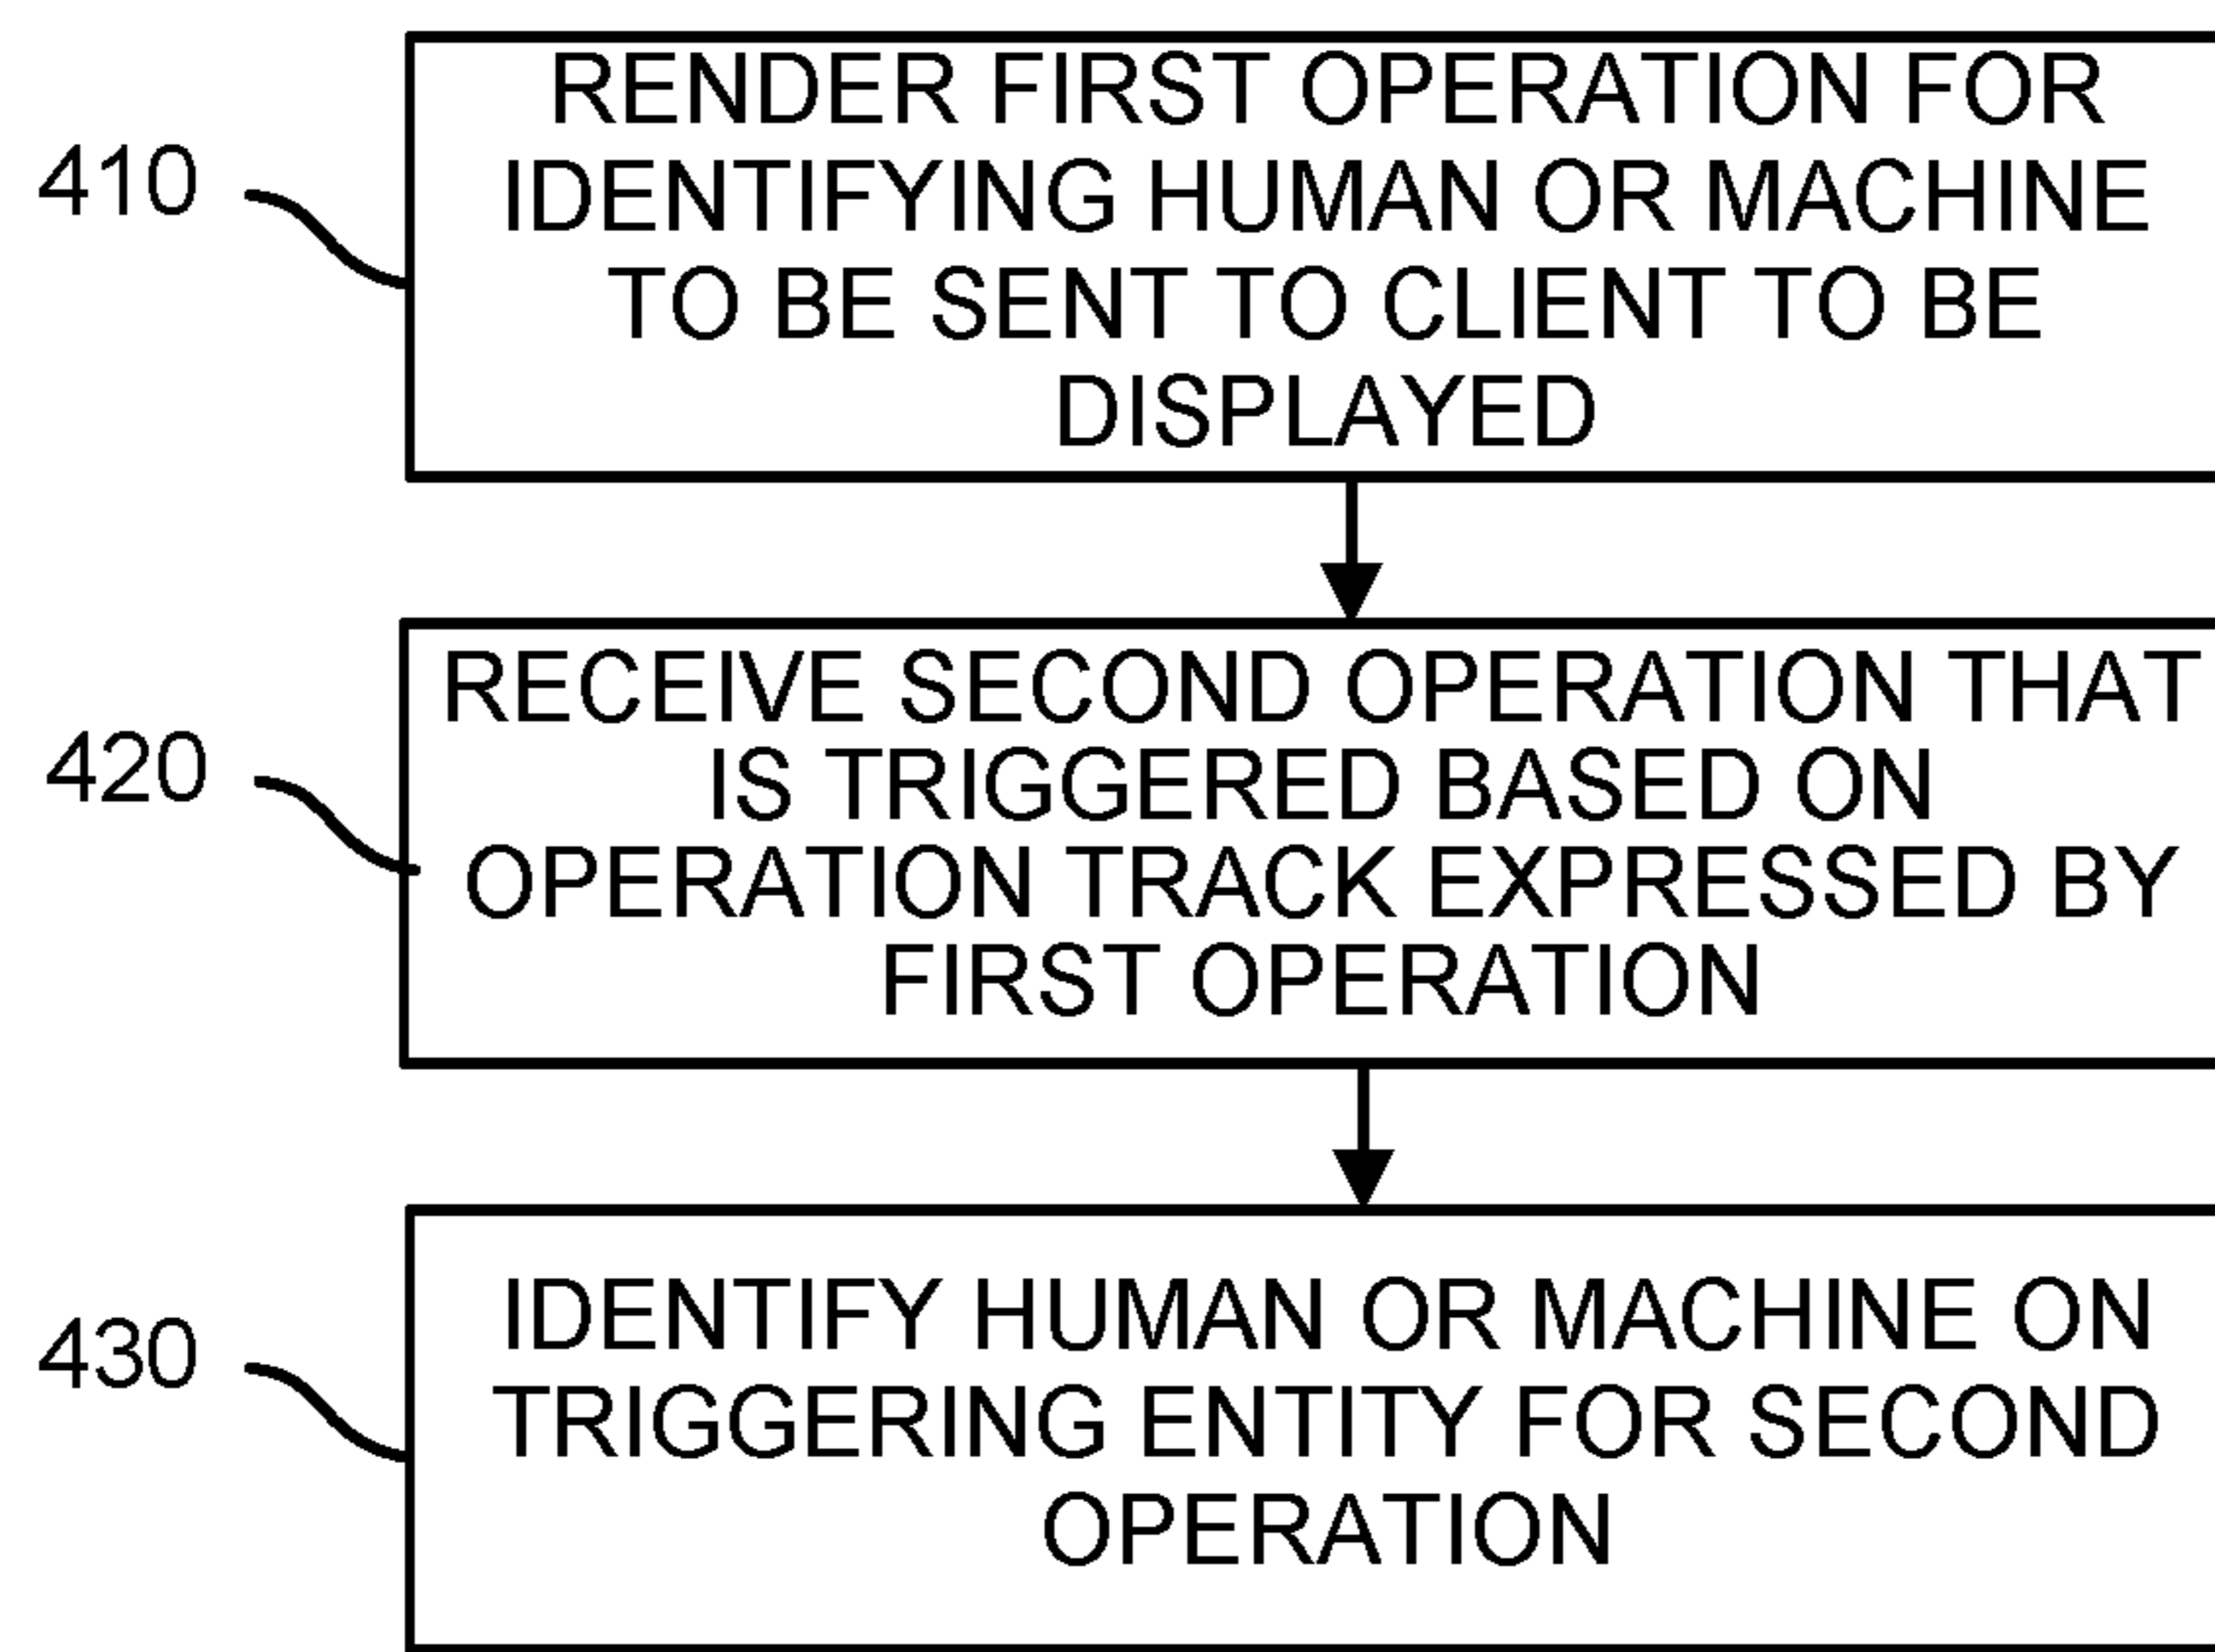 410
RENDER FIRST OPERATION FOR
IDENTIFYING HUMAN OR MACHINE
TO BE SENT TO CLIENT TO BE
DISPLAYED
420
RECEIVE SECOND OPERATION THAT
IS TRIGGERED BASED ON
OPERATION TRACK EXPRESSED BY
FIRST OPERATION
430
IDENTIFY HUMAN OR MACHINE ON
TRIGGERING ENTITY FOR SECOND
OPERATION